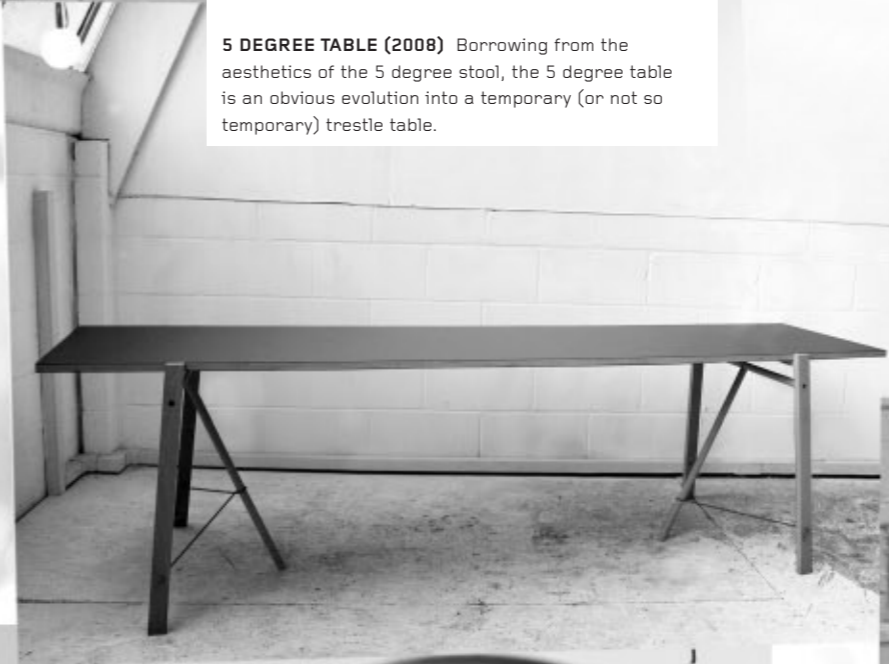 5 DEGREE TABLE (2008) Borrowing from the
aesthetics of the 5 degree stool, the 5 degree table
is an obvious evolution into a temporary (or not so
temporary) trestle table.